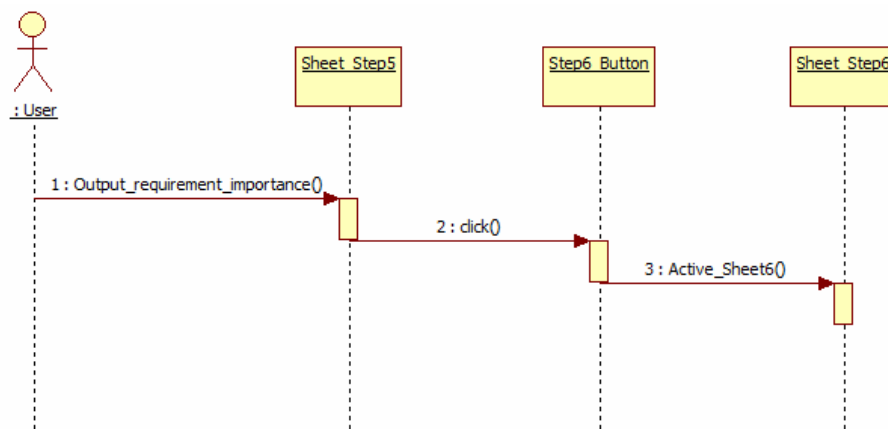 Sheet_Step5
Step6_Button
Sheet_Step6
: User
1 : Output_requirement_importance()
2 : click()
3 : Active_Sheet6()